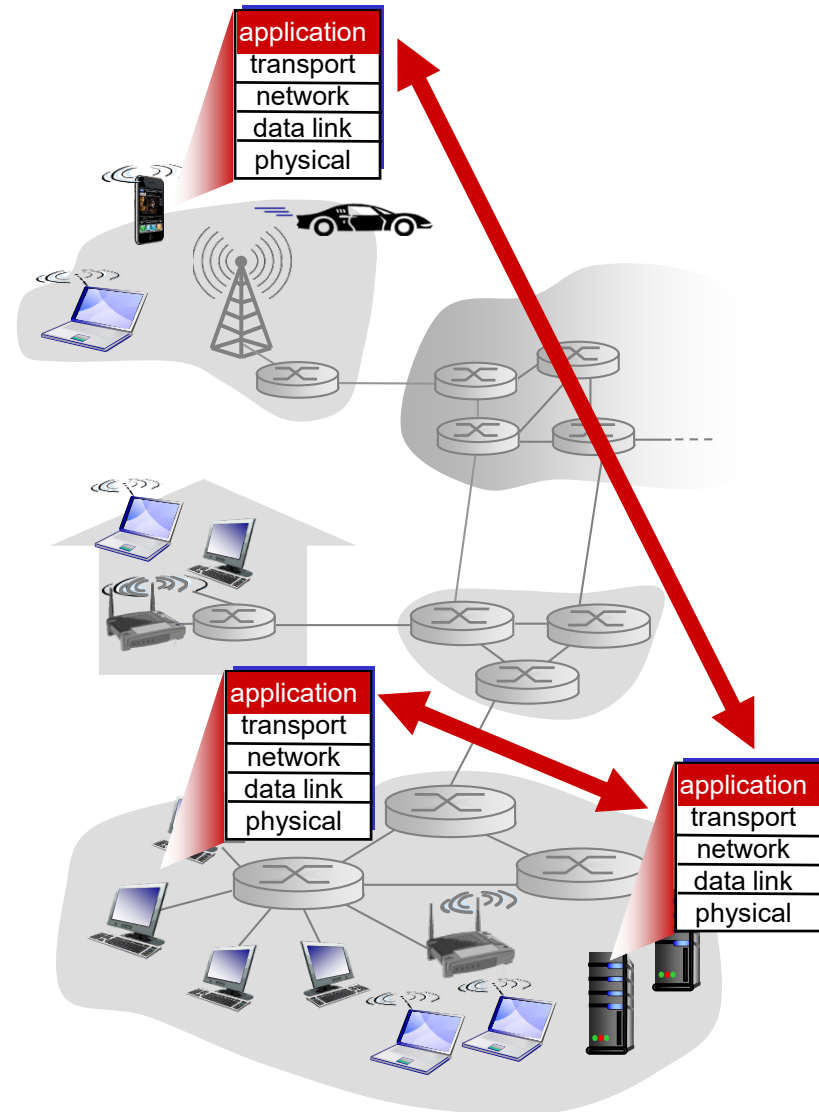 application
transport
network
data link
physical
application
transport
network
data link
physical
application
transport
network
data link
physical